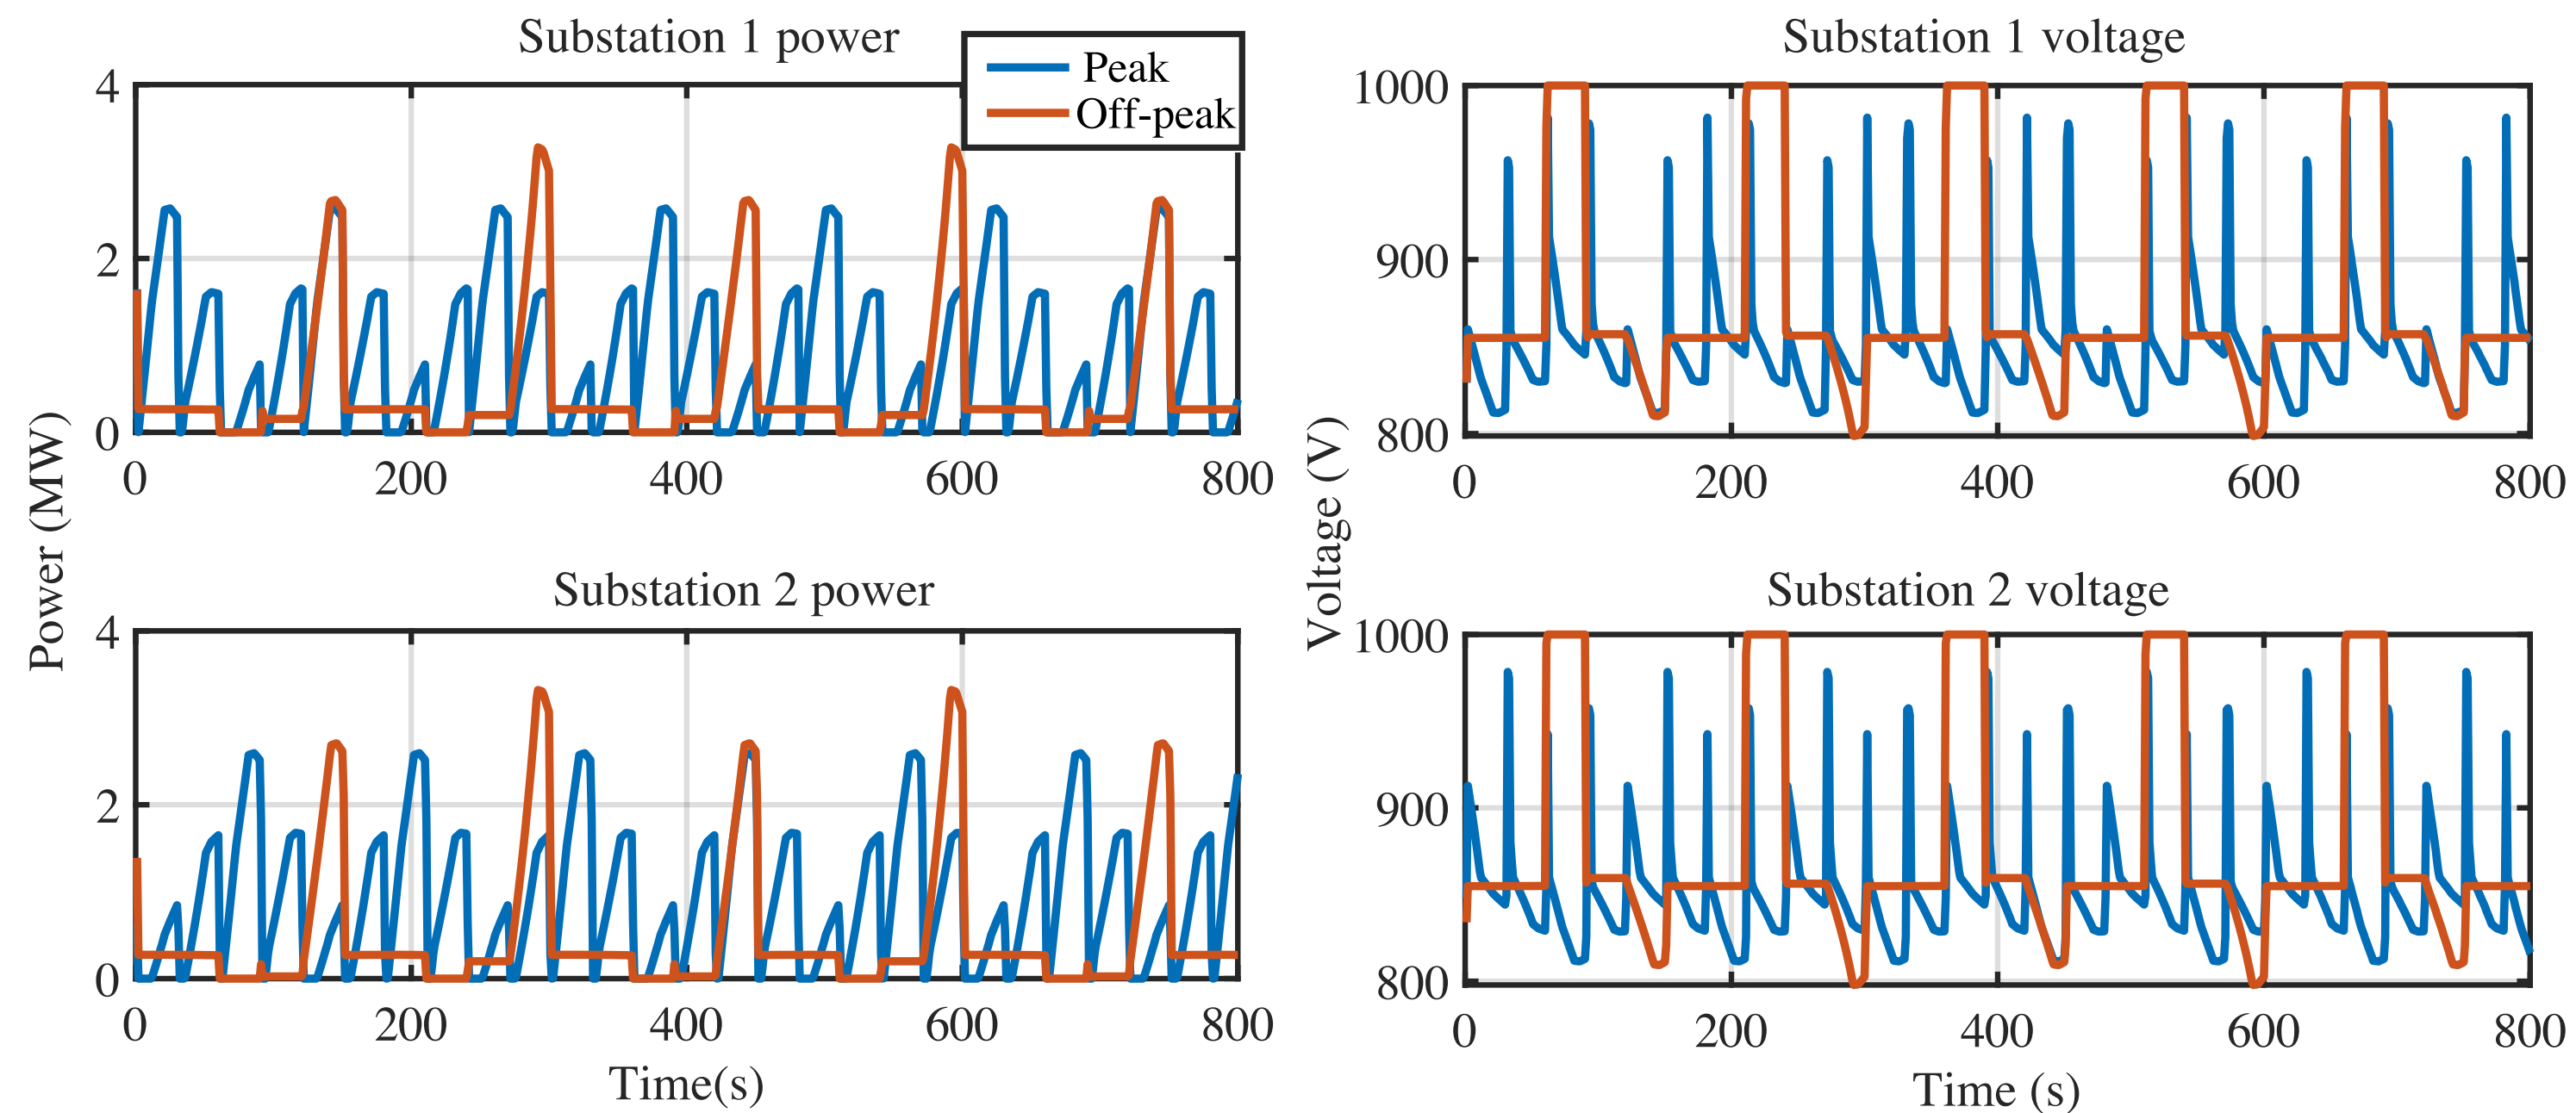 Substation 1 power
Peak
Off-peak
4
2
0
0 200 400 600 800
Power (MW)
Substation 2 power
4
2
0
0 200 400 600 800
Time(s)
Substation 1 voltage
1000
900
800
0 200 400 600 800
Voltage (V)
Substation 2 voltage
1000
900
800
0 200 400 600 800
Time (s)